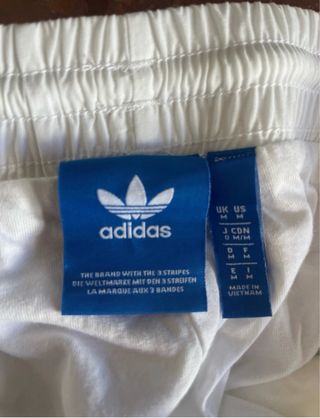 adidas
THE BRAND WITH THE 3 STRIPES
DIE WELTMARKE MIT DEN 3 STREIFEN
LA MARQUE AUX 3 BANDES
UK US
M M
J CDN
O M/M
D F
M M
E I
M M
MADE IN
VIETNAM